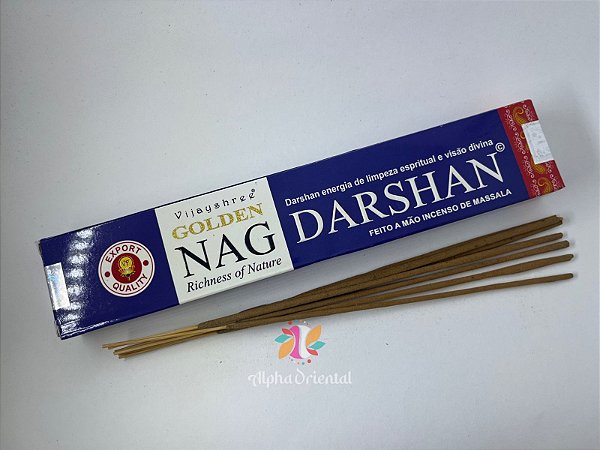 EXPORT
QUALITY
Vijayshree®
GOLDEN
NAG
Richness of Nature
Darshan energia de limpeza espritual e visão divina
DARSHAN©
FEITO A MÃO INCENSO DE MASSALA
Alpha Oriental